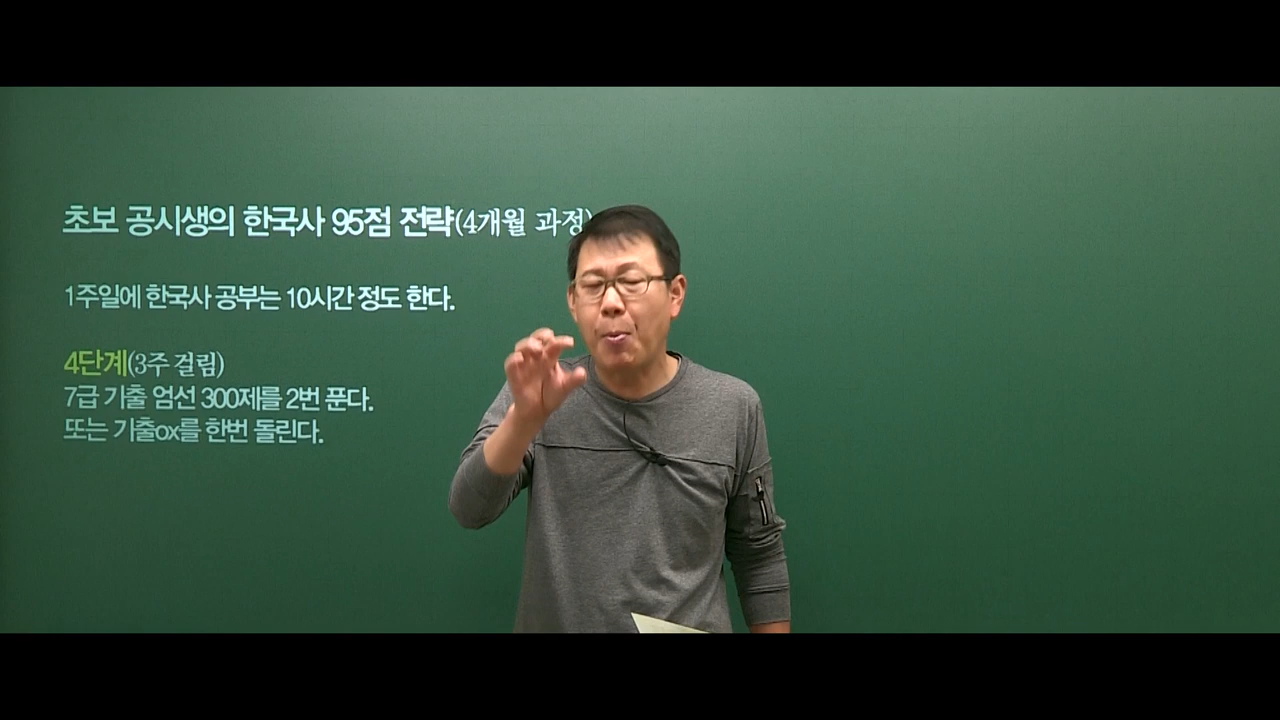 초보 공시생의 한국사 95점 전략(4개월 과정)
1주일에 한국사 공부는 10시간 정도 한다.
4단계(3주 걸림)
7급 기출 엄선 300제를 2번 푼다.
또는 기출ox를 한번 돌린다.